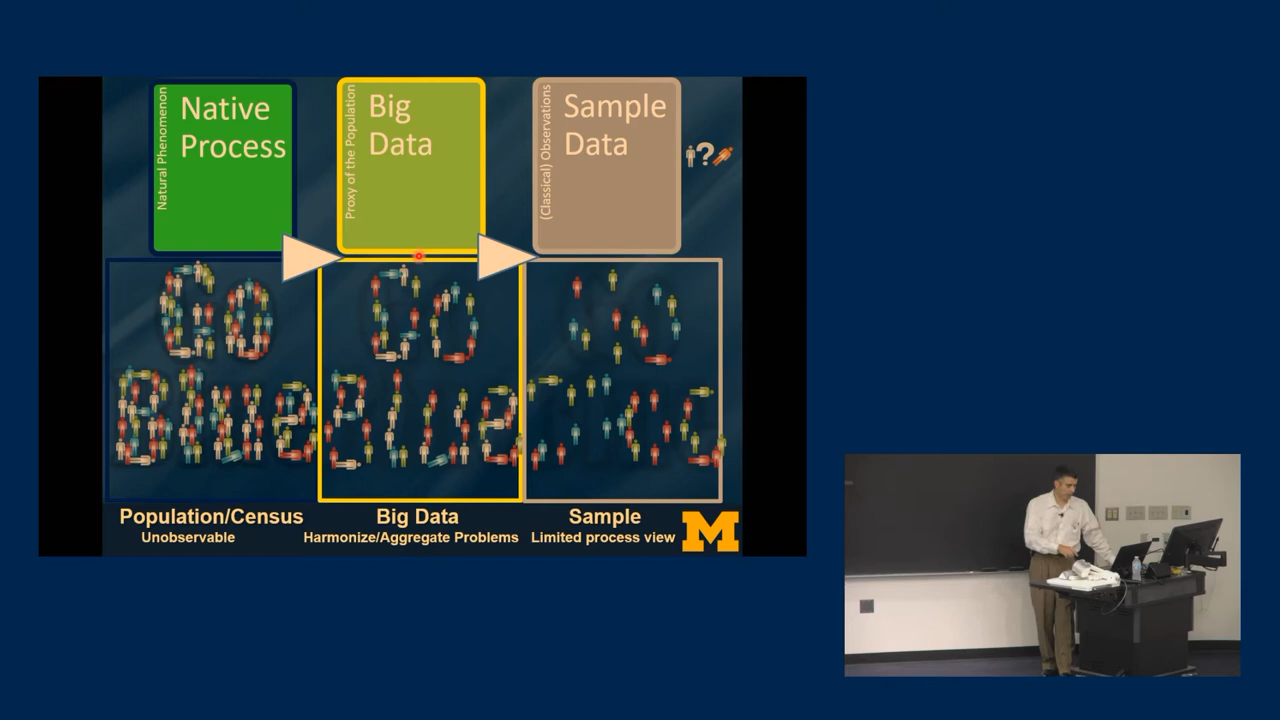 Natural Phenomenon
Native
Process
Proxy of the Population
Big
Data
(Classical) Observations
Sample
Data
?
Go
Blue
Go
Blue
Population/Census
Unobservable
Big Data
Harmonize/Aggregate Problems
Sample
Limited process view
M